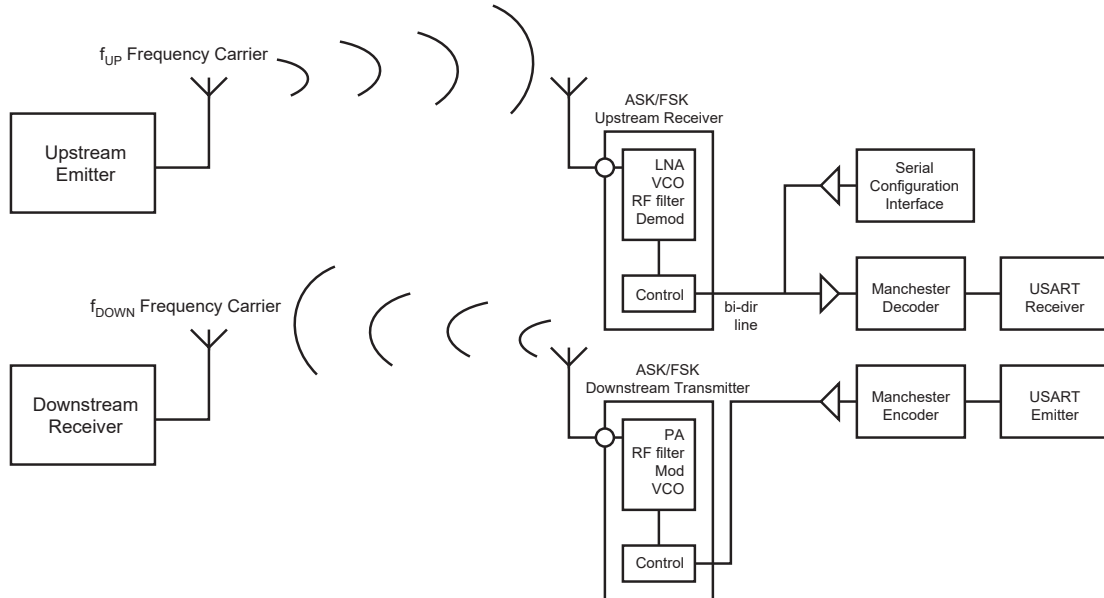 f_UP Frequency Carrier
Upstream
Emitter
ASK/FSK
Upstream Receiver
LNA
VCO
RF filter
Demod
Control
bi-dir
line
Serial
Configuration
Interface
Manchester
Decoder
USART
Receiver
f_DOWN Frequency Carrier
Downstream
Receiver
ASK/FSK
Downstream Transmitter
PA
RF filter
Mod
VCO
Control
Manchester
Encoder
USART
Emitter